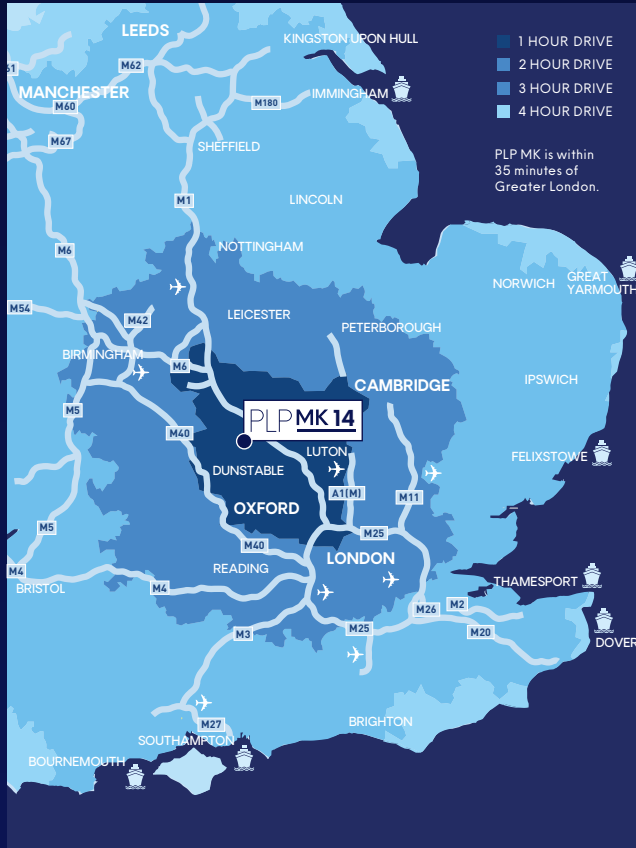 LEEDS
KINGSTON UPON HULL
1 HOUR DRIVE
2 HOUR DRIVE
3 HOUR DRIVE
4 HOUR DRIVE
61
M62
MANCHESTER
M60
M180
IMMINGHAM
M67
SHEFFIELD
PLP MK is within
35 minutes of
Greater London.
M1
LINCOLN
M6
NOTTINGHAM
NORWICH
GREAT
YARMOUTH
M54
M42
LEICESTER
PETERBOROUGH
BIRMINGHAM
M6
CAMBRIDGE
IPSWICH
M5
PLP MK 14
M40
LUTON
DUNSTABLE
FELIXSTOWE
A1(M)
M11
OXFORD
M5
M25
M40
LONDON
M4
READING
BRISTOL
M4
THAMESPORT
M26
M2
M3
M25
M20
DOVER
M27
BRIGHTON
SOUTHAMPTON
BOURNEMOUTH